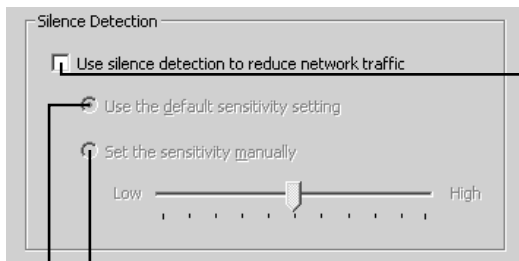 Silence Detection
Use silence detection to reduce network traffic
Use the default sensitivity setting
Set the sensitivity manually
Low High